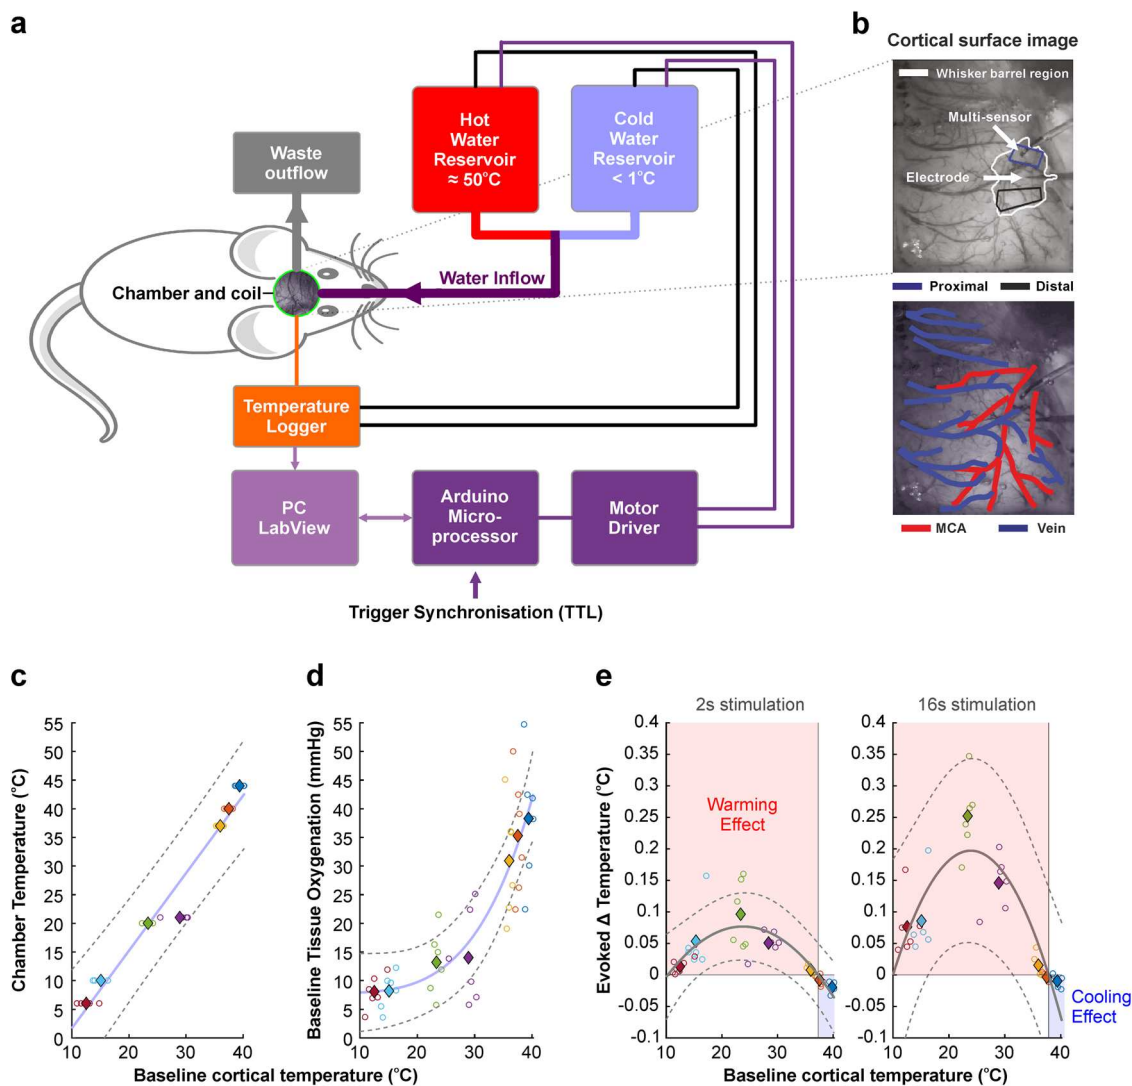 a
b
Cortical surface image
Whisker barrel region
Multi-sensor
Electrode
Proximal
Distal
MCA
Vein
Hot
Water
Reservoir
≈ 50°C
Cold
Water
Reservoir
< 1°C
Waste
outflow
Water Inflow
Chamber and coil
Temperature
Logger
PC
LabView
Arduino
Micro-
processor
Motor
Driver
Trigger Synchronisation (TTL)
c
Chamber Temperature (°C)
55
50
45
40
35
30
25
20
15
10
5
0
10
20
30
40
d
Baseline Tissue Oxygenation (mmHg)
55
50
45
40
35
30
25
20
15
10
5
0
10
20
30
40
Baseline cortical temperature (°C)
e
2s stimulation
Evoked Δ Temperature (°C)
0.4
0.35
0.3
0.25
0.2
0.15
0.1
0.05
0
-0.05
-0.1
Warming
Effect
10
20
30
40
16s stimulation
0.4
0.35
0.3
0.25
0.2
0.15
0.1
0.05
0
-0.05
-0.1
Cooling
Effect
10
20
30
40
Baseline cortical temperature (°C)